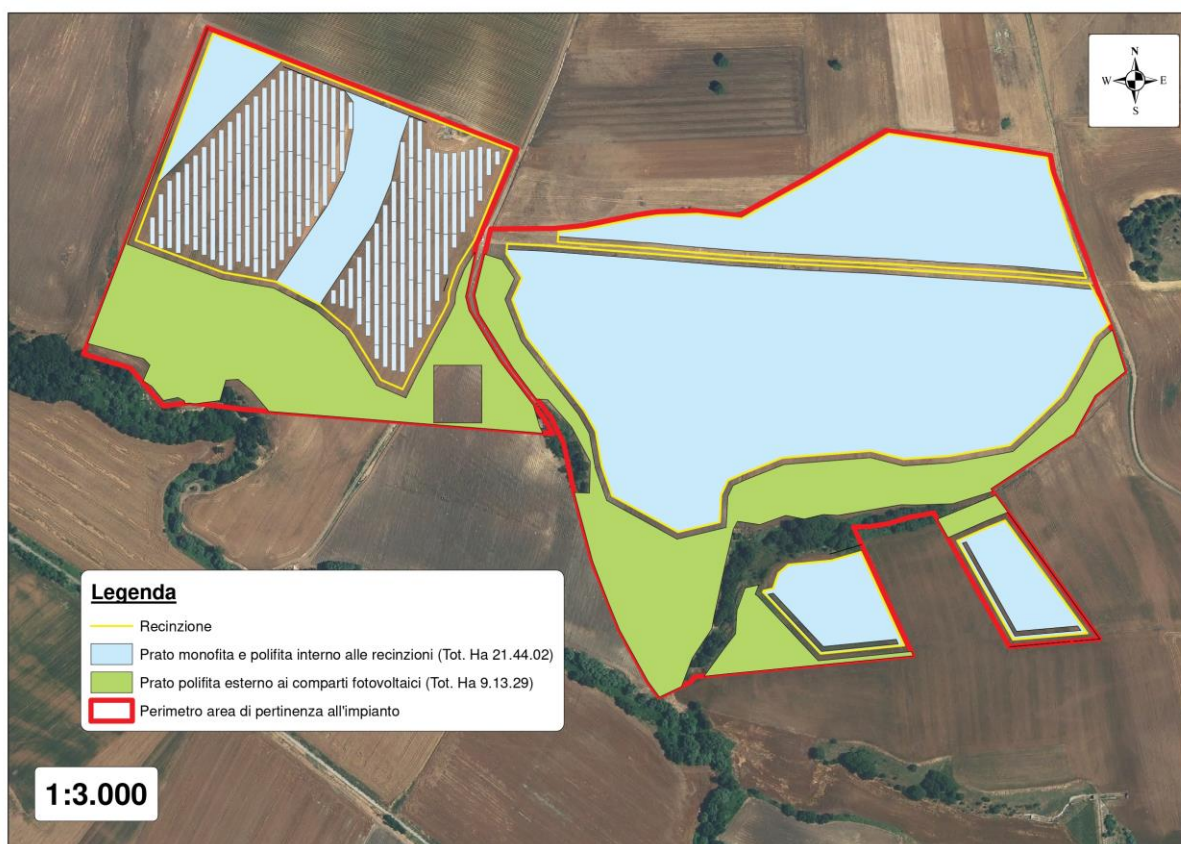 N
W E
S
Legenda
Recinzione
Prato monofita e polifita interno alle recinzioni (Tot. Ha 21.44.02)
Prato polifita esterno ai comparti fotovoltaici (Tot. Ha 9.13.29)
Perimetro area di pertinenza all'impianto
1:3.000